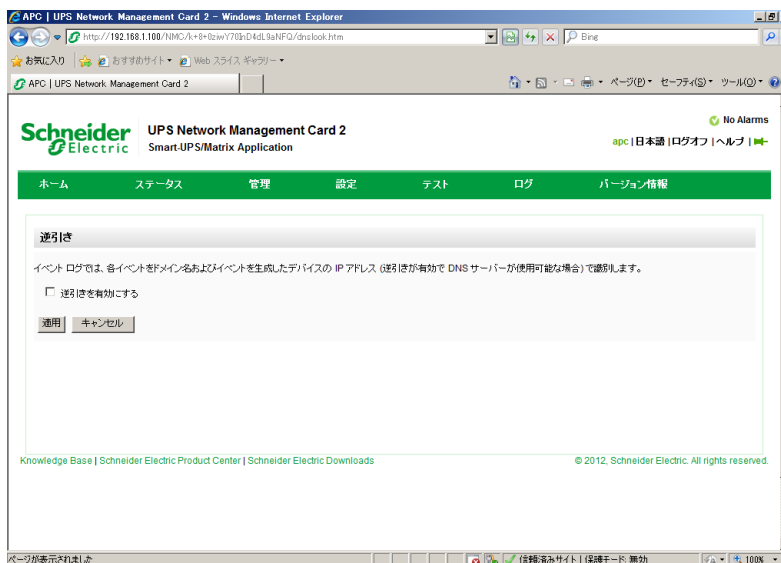 APC | UPS Network Management Card 2 - Windows Internet Explorer
http://192.168.1.100/NMC/k+8+0ziwY70InD4dL9aNFQ/dnslook.htm
Bing
お気に入り おすすめサイト Web スライス ギャラリー
APC | UPS Network Management Card 2
ページ(P) セーフティ(S) ツール(O)
No Alarms
Schneider Electric
UPS Network Management Card 2
Smart-UPS/Matrix Application
apc | 日本語 | ログオフ | ヘルプ |
ホーム ステータス 管理 設定 テスト ログ バージョン情報
逆引き
イベント ログでは、各イベントをドメイン名およびイベントを生成したデバイスの IP アドレス (逆引きが有効で DNS サーバーが使用可能な場合) で識別します。
逆引きを有効にする
適用 キャンセル
Knowledge Base | Schneider Electric Product Center | Schneider Electric Downloads
© 2012, Schneider Electric. All rights reserved.
ページが表示されました 信頼済みサイト | 保護モード: 無効 100%